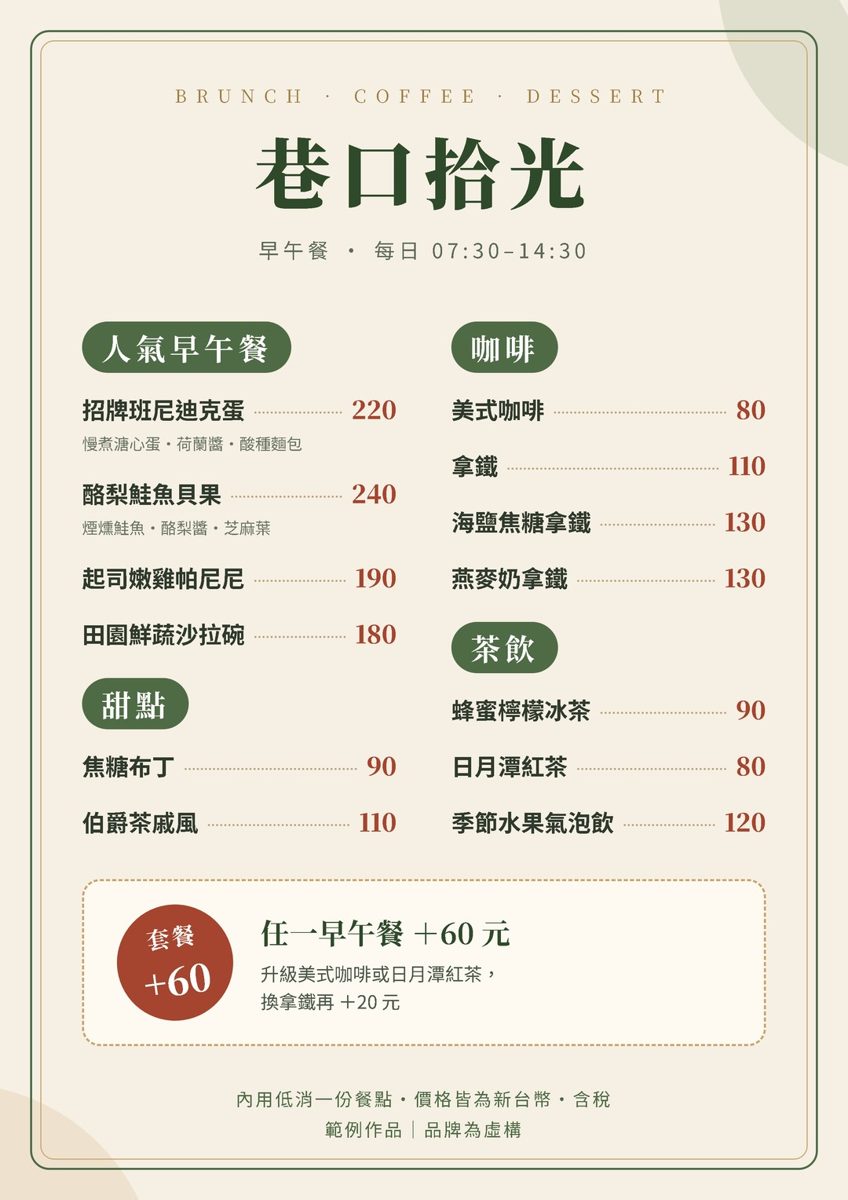 BRUNCH · COFFEE · DESSERT
巷口拾光
早午餐 · 每日 07:30–14:30
人氣早午餐
招牌班尼迪克蛋 220
慢煮溏心蛋・荷蘭醬・酸種麵包
酪梨鮭魚貝果 240
煙燻鮭魚・酪梨醬・芝麻葉
起司嫩雞帕尼尼 190
田園鮮蔬沙拉碗 180
甜點
焦糖布丁 90
伯爵茶戚風 110
咖啡
美式咖啡 80
拿鐵 110
海鹽焦糖拿鐵 130
燕麥奶拿鐵 130
茶飲
蜂蜜檸檬冰茶 90
日月潭紅茶 80
季節水果氣泡飲 120
套餐
+60
任一早午餐 ＋60 元
升級美式咖啡或日月潭紅茶，
換拿鐵再 ＋20 元
內用低消一份餐點・價格皆為新台幣・含稅
範例作品｜品牌為虛構